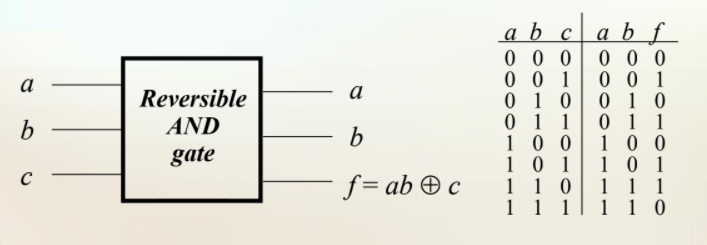 a
b
c
Reversible
AND
gate
a
b
f = ab ⊕ c
a b c a b f
0 0 0 0 0 0
0 0 1 0 0 1
0 1 0 0 1 0
0 1 1 0 1 1
1 0 0 1 0 0
1 0 1 1 0 1
1 1 0 1 1 1
1 1 1 1 1 0